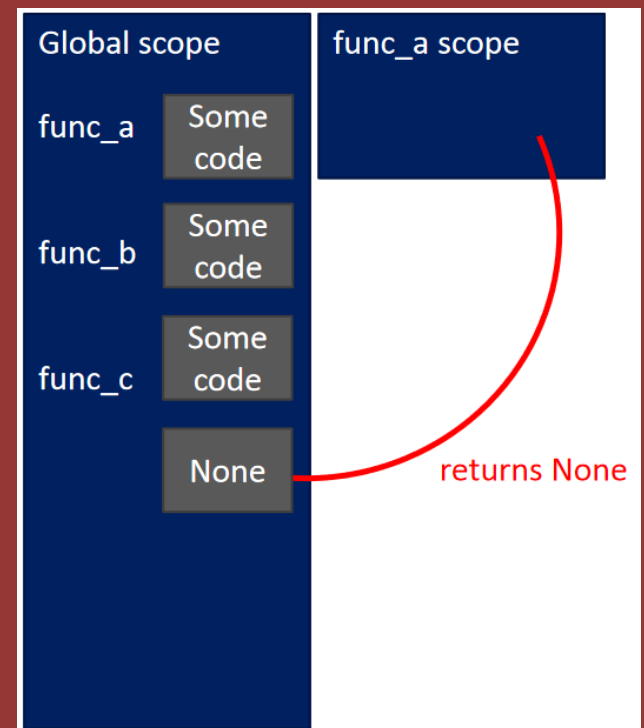 Global scope
func_a scope
func_a
Some
code
func_b
Some
code
func_c
Some
code
None
returns None